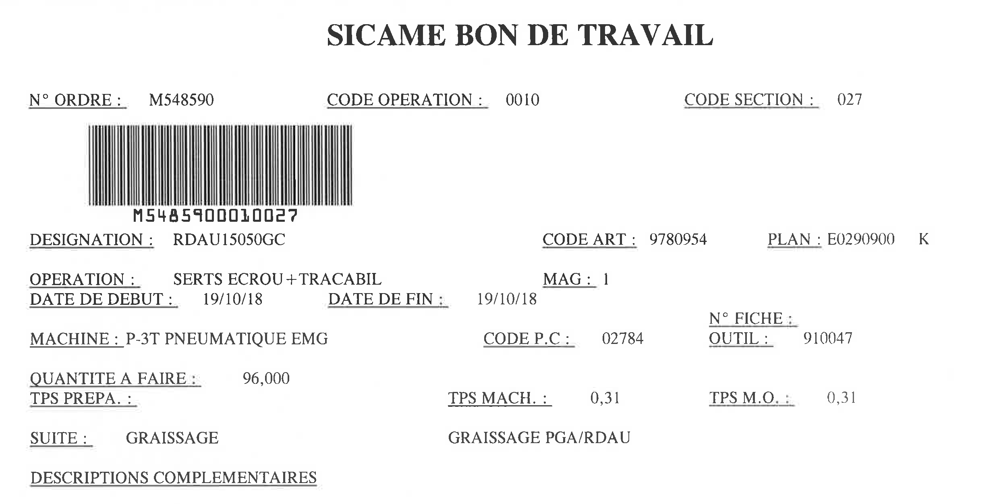 SICAME BON DE TRAVAIL
N° ORDRE : M548590 CODE OPERATION : 0010 CODE SECTION : 027
M5485900010027
DESIGNATION : RDAU15050GC CODE ART : 9780954 PLAN : E0290900 K
OPERATION : SERTS ECROU+TRACABIL MAG : 1
DATE DE DEBUT : 19/10/18 DATE DE FIN : 19/10/18
N° FICHE :
MACHINE : P-3T PNEUMATIQUE EMG CODE P.C : 02784 OUTIL : 910047
QUANTITE A FAIRE : 96,000
TPS PREPA. : TPS MACH. : 0,31 TPS M.O. : 0,31
SUITE : GRAISSAGE GRAISSAGE PGA/RDAU
DESCRIPTIONS COMPLEMENTAIRES